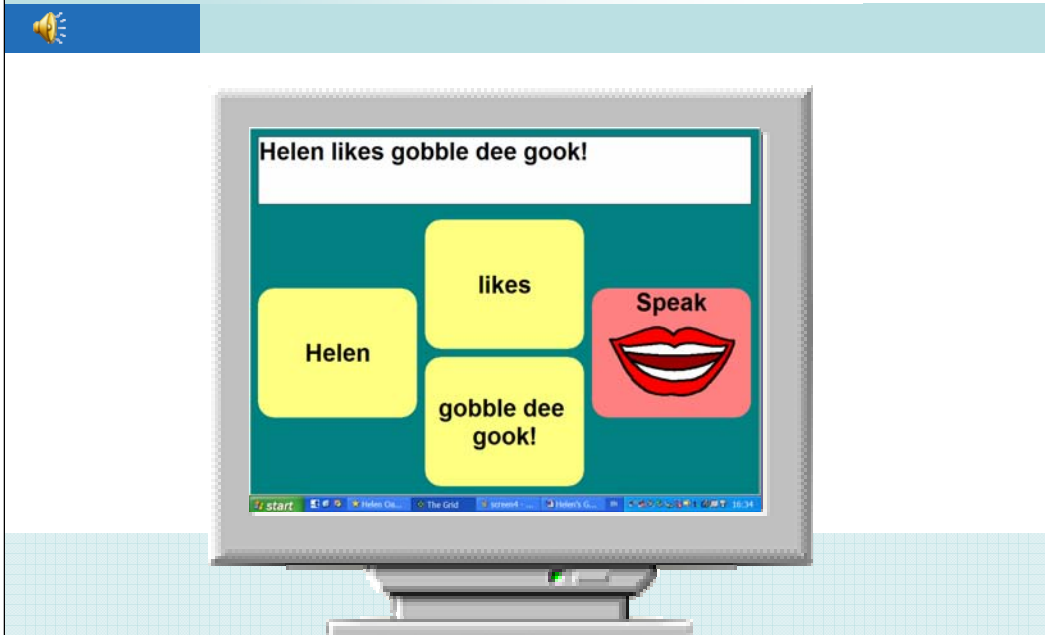 Helen likes gobble dee gook!
likes
Speak
Helen
gobble dee
gook!
start
Helen Oa...
The Grid
screen4 - ...
Helen's G...
16:34